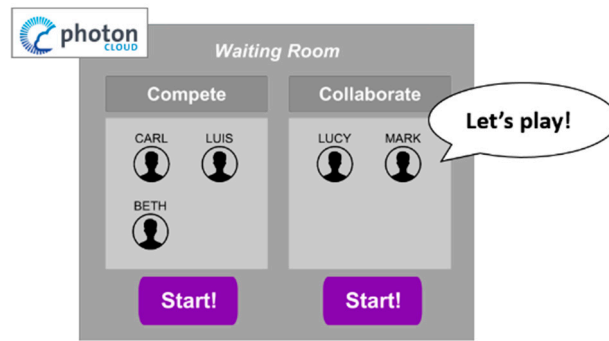 photon
CLOUD
Waiting Room
Compete
Collaborate
CARL LUIS
BETH
LUCY MARK
Let's play!
Start!
Start!